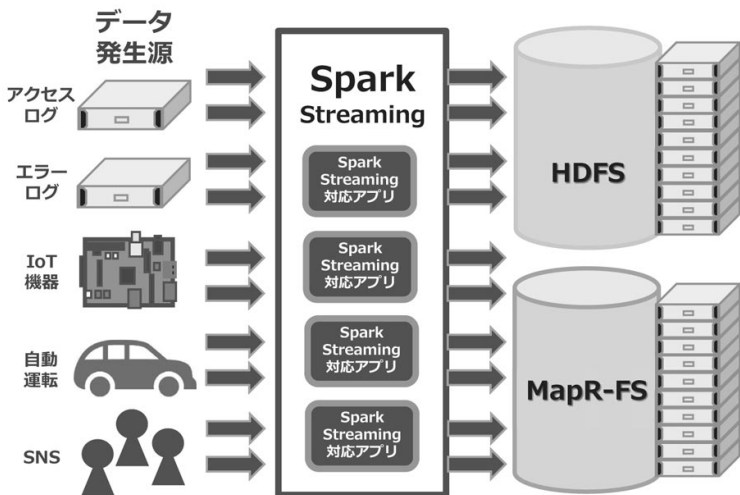 データ
発生源
アクセス
ログ
エラー
ログ
IoT
機器
自動
運転
SNS
Spark
Streaming
Spark
Streaming
対応アプリ
Spark
Streaming
対応アプリ
Spark
Streaming
対応アプリ
Spark
Streaming
対応アプリ
HDFS
MapR-FS